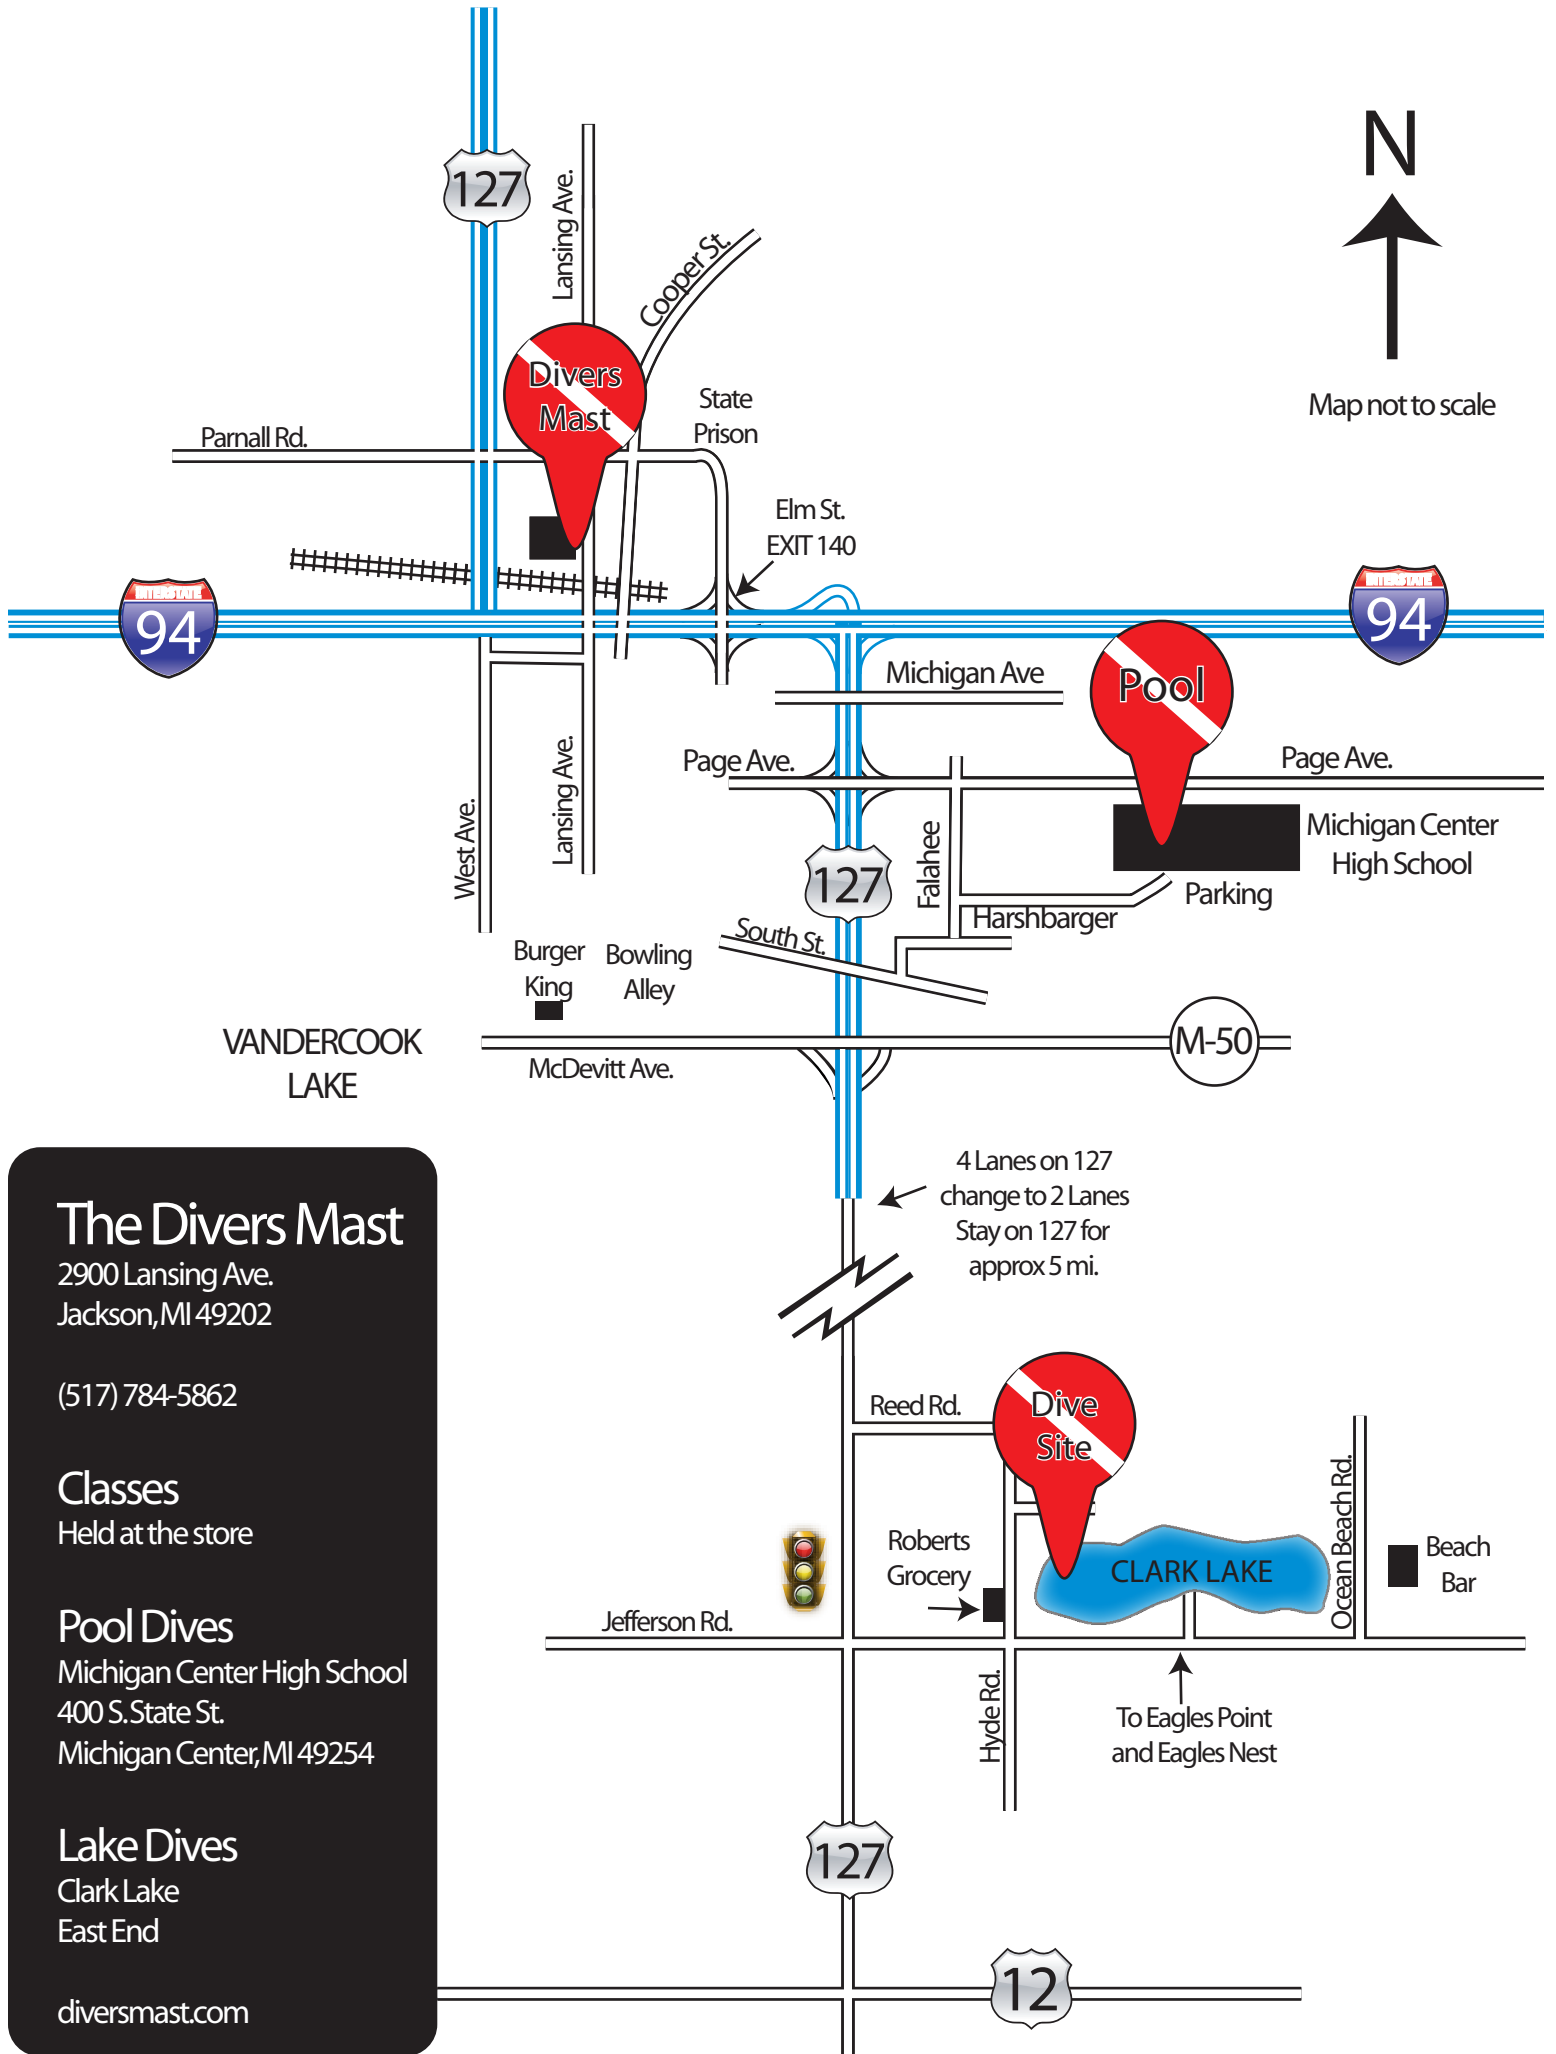 127
Lansing Ave.
Cooper St.
N
Map not to scale
Divers
Mast
State
Prison
Parnall Rd.
Elm St.
EXIT 140
INTERSTATE
94
INTERSTATE
94
Michigan Ave
Pool
Page Ave.
Page Ave.
West Ave.
Lansing Ave.
127
Falahee
Michigan Center
High School
Parking
Harshbarger
South St.
Burger
King
Bowling
Alley
VANDERCOOK
LAKE
McDevitt Ave.
M-50
4 Lanes on 127
change to 2 Lanes
Stay on 127 for
approx 5 mi.
The Divers Mast
2900 Lansing Ave.
Jackson, MI 49202
(517) 784-5862
Classes
Held at the store
Pool Dives
Michigan Center High School
400 S. State St.
Michigan Center, MI 49254
Lake Dives
Clark Lake
East End
diversmast.com
Reed Rd.
Dive
Site
Roberts
Grocery
CLARK LAKE
Ocean Beach Rd.
Beach
Bar
Jefferson Rd.
Hyde Rd.
To Eagles Point
and Eagles Nest
127
12